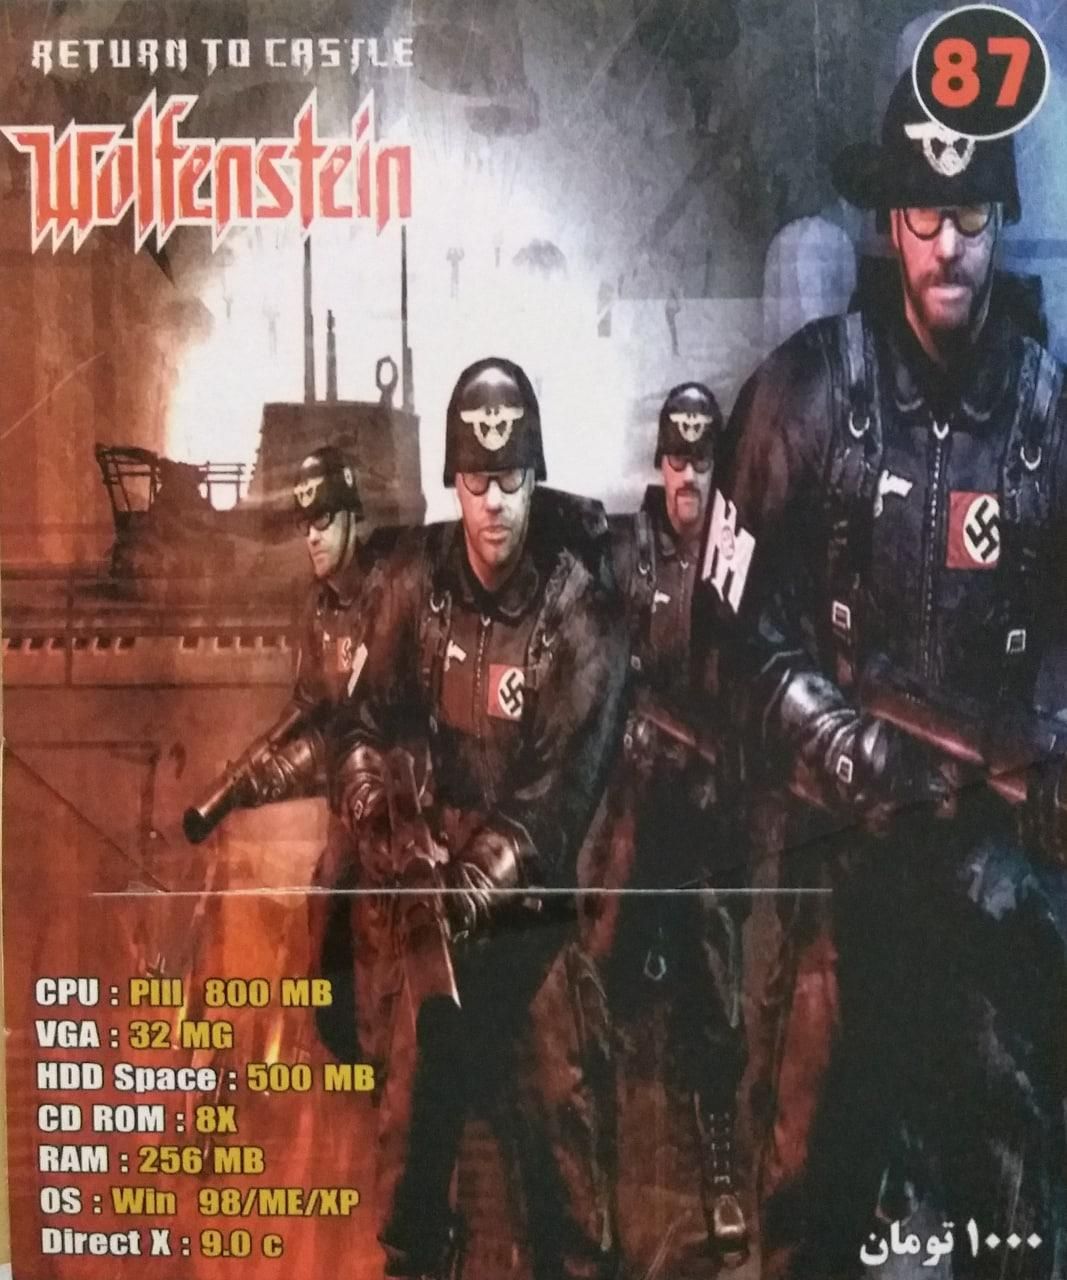 RETURN TO CASTLE
87
Wolfenstein
CPU : PIII 800 MB
VGA : 32 MG
HDD Space : 500 MB
CD ROM : 8X
RAM : 256 MB
OS : Win 98/ME/XP
Direct X : 9.0 c
۱۰۰۰ تومان